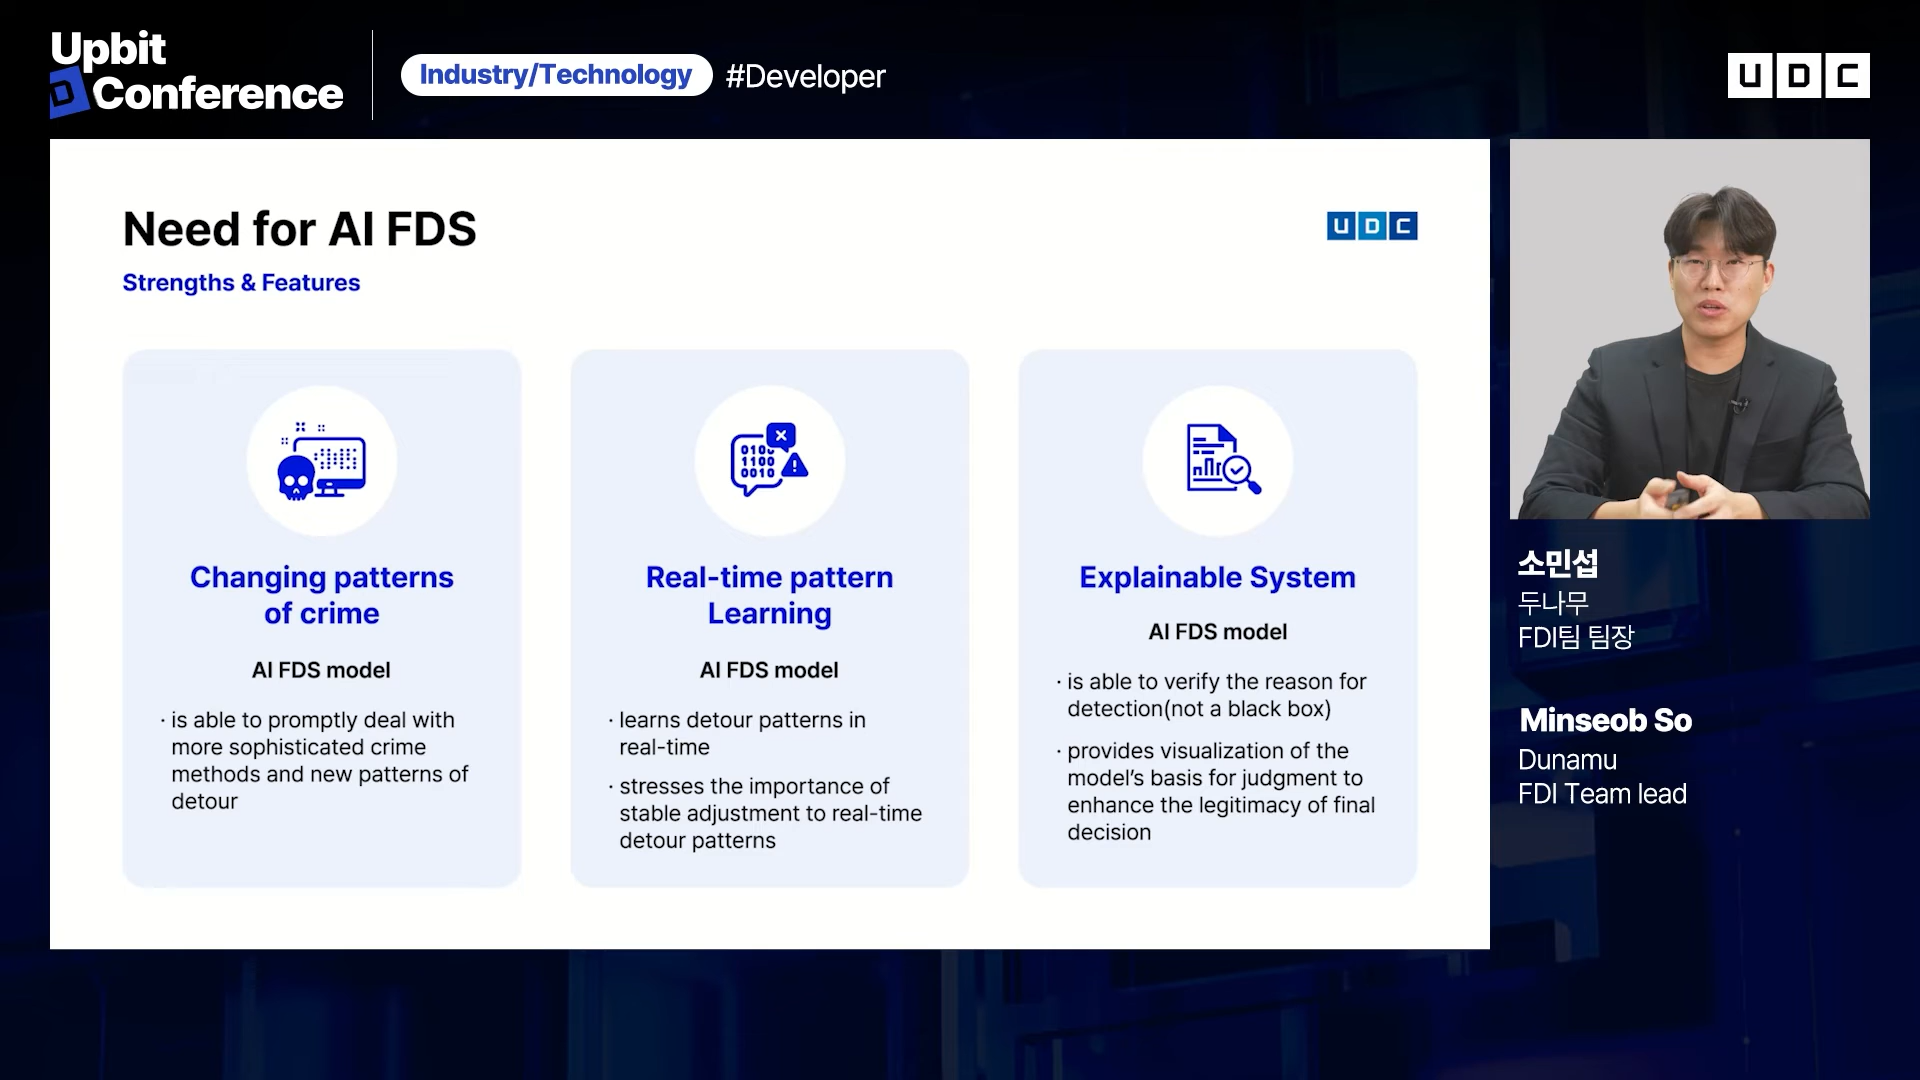 Upbit
D Conference
Industry/Technology #Developer
UDC
Need for AI FDS
UDC
Strengths & Features
Changing patterns
of crime
AI FDS model
· is able to promptly deal with
more sophisticated crime
methods and new patterns of
detour
010
1100
0010
Real-time pattern
Learning
AI FDS model
· learns detour patterns in
real-time
· stresses the importance of
stable adjustment to real-time
detour patterns
Explainable System
AI FDS model
· is able to verify the reason for
detection(not a black box)
· provides visualization of the
model's basis for judgment to
enhance the legitimacy of final
decision
소민섭
두나무
FDI팀 팀장
Minseob So
Dunamu
FDI Team lead